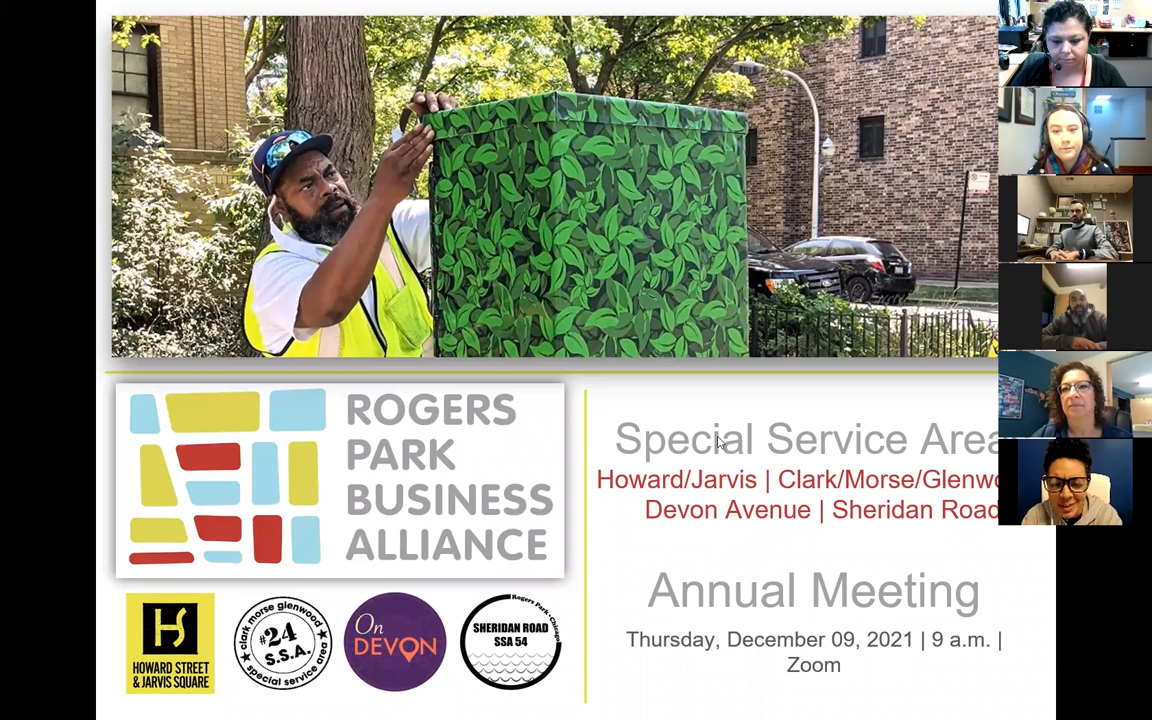 ROGERS
PARK
BUSINESS
ALLIANCE
Special Service Area
Howard/Jarvis | Clark/Morse/Glenwo
Devon Avenue | Sheridan Road
Annual Meeting
Thursday, December 09, 2021 | 9 a.m. |
Zoom
HOWARD STREET
& JARVIS SQUARE
clark morse glenwood
#24
S.S.A.
special service area
On
DEVON
Rogers Park • Chicago
SHERIDAN ROAD
SSA 54